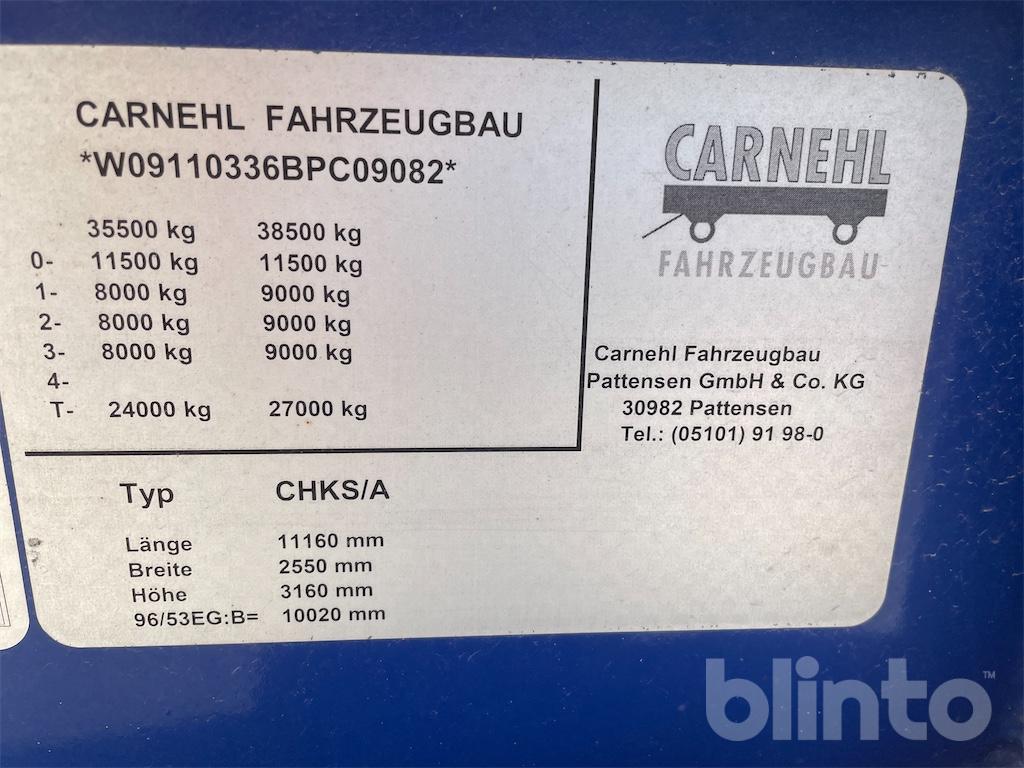 CARNEHL FAHRZEUGBAU
*W09110336BPC09082*
35500 kg 38500 kg
0- 11500 kg 11500 kg
1- 8000 kg 9000 kg
2- 8000 kg 9000 kg
3- 8000 kg 9000 kg
4-
T- 24000 kg 27000 kg
CARNEHL
FAHRZEUGBAU
Carnehl Fahrzeugbau
Pattensen GmbH & Co. KG
30982 Pattensen
Tel.: (05101) 91 98-0
Typ CHKS/A
Länge 11160 mm
Breite 2550 mm
Höhe 3160 mm
96/53EG:B= 10020 mm
blinto™